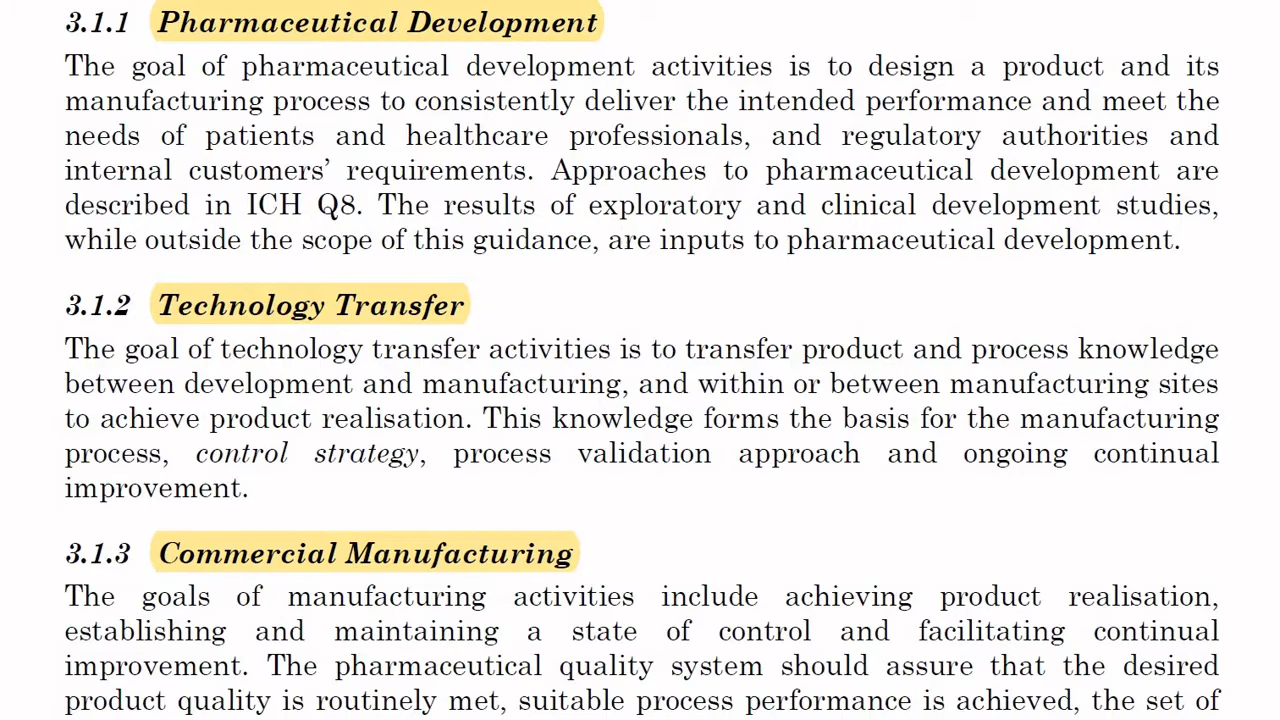 3.1.1 Pharmaceutical Development
The goal of pharmaceutical development activities is to design a product and its
manufacturing process to consistently deliver the intended performance and meet the
needs of patients and healthcare professionals, and regulatory authorities and
internal customers’ requirements. Approaches to pharmaceutical development are
described in ICH Q8. The results of exploratory and clinical development studies,
while outside the scope of this guidance, are inputs to pharmaceutical development.
3.1.2 Technology Transfer
The goal of technology transfer activities is to transfer product and process knowledge
between development and manufacturing, and within or between manufacturing sites
to achieve product realisation. This knowledge forms the basis for the manufacturing
process, control strategy, process validation approach and ongoing continual
improvement.
3.1.3 Commercial Manufacturing
The goals of manufacturing activities include achieving product realisation,
establishing and maintaining a state of control and facilitating continual
improvement. The pharmaceutical quality system should assure that the desired
product quality is routinely met, suitable process performance is achieved, the set of